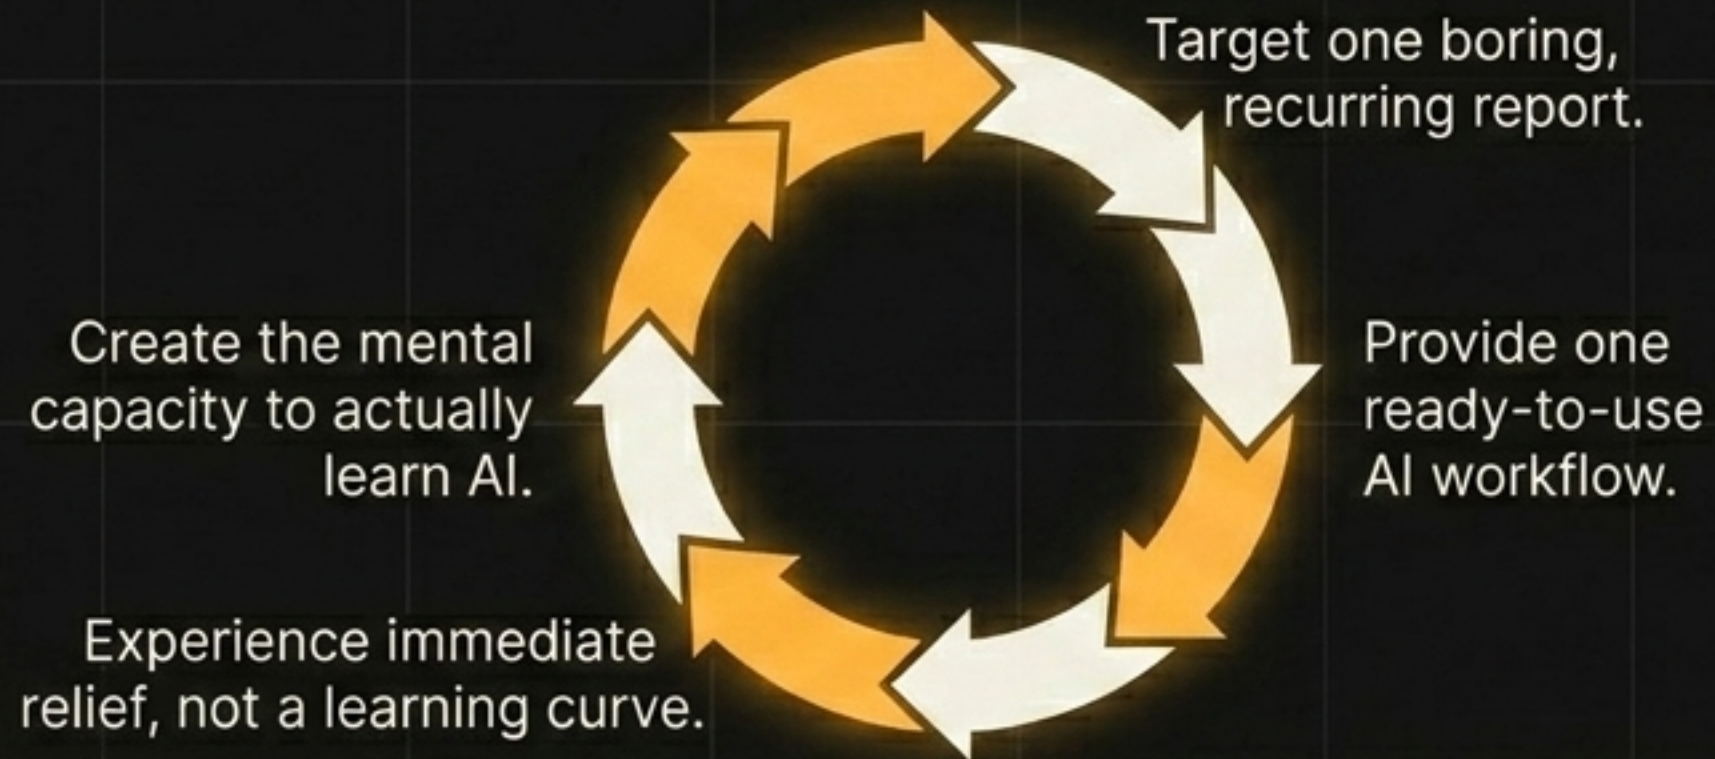 Target one boring,
recurring report.
Provide one
ready-to-use
AI workflow.
Experience immediate
relief, not a learning curve.
Create the mental
capacity to actually
learn AI.